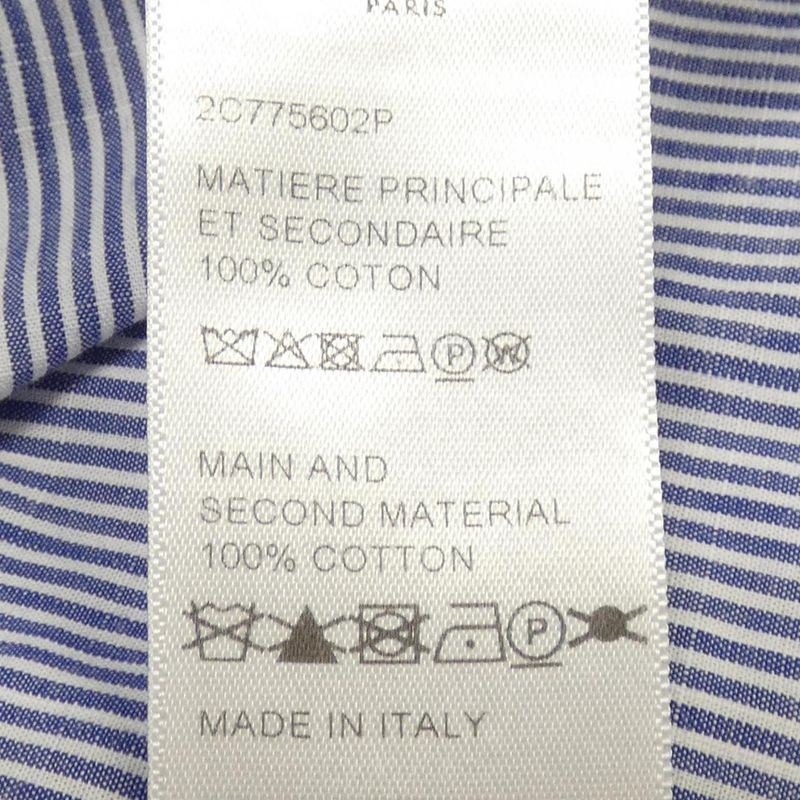 PARIS
2C775602P
MATIERE PRINCIPALE
ET SECONDAIRE
100% COTON
P W
MAIN AND
SECOND MATERIAL
100% COTTON
P
MADE IN ITALY